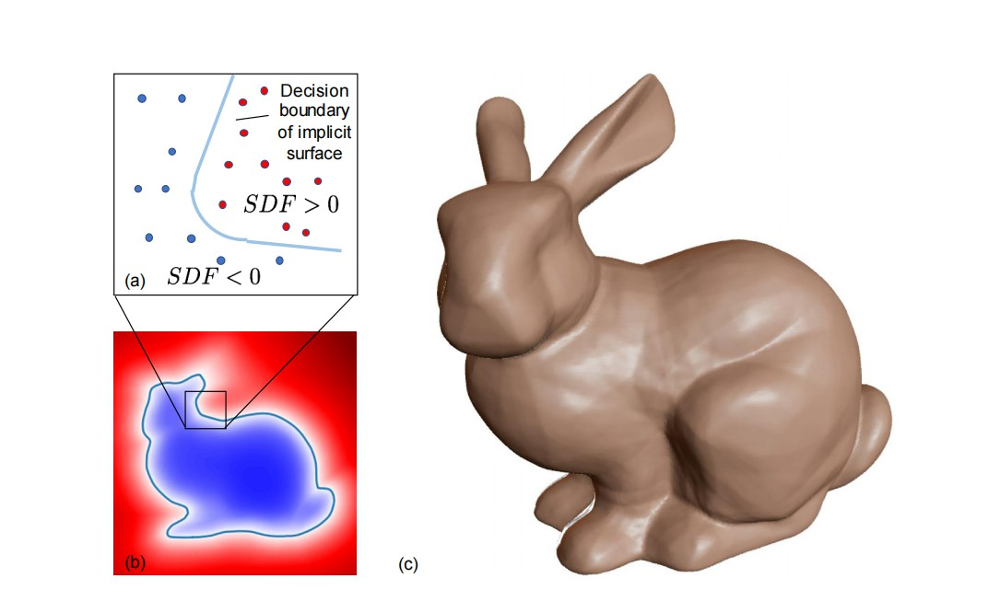 Decision
boundary
of implicit
surface
SDF > 0
SDF < 0
(a)
(b)
(c)